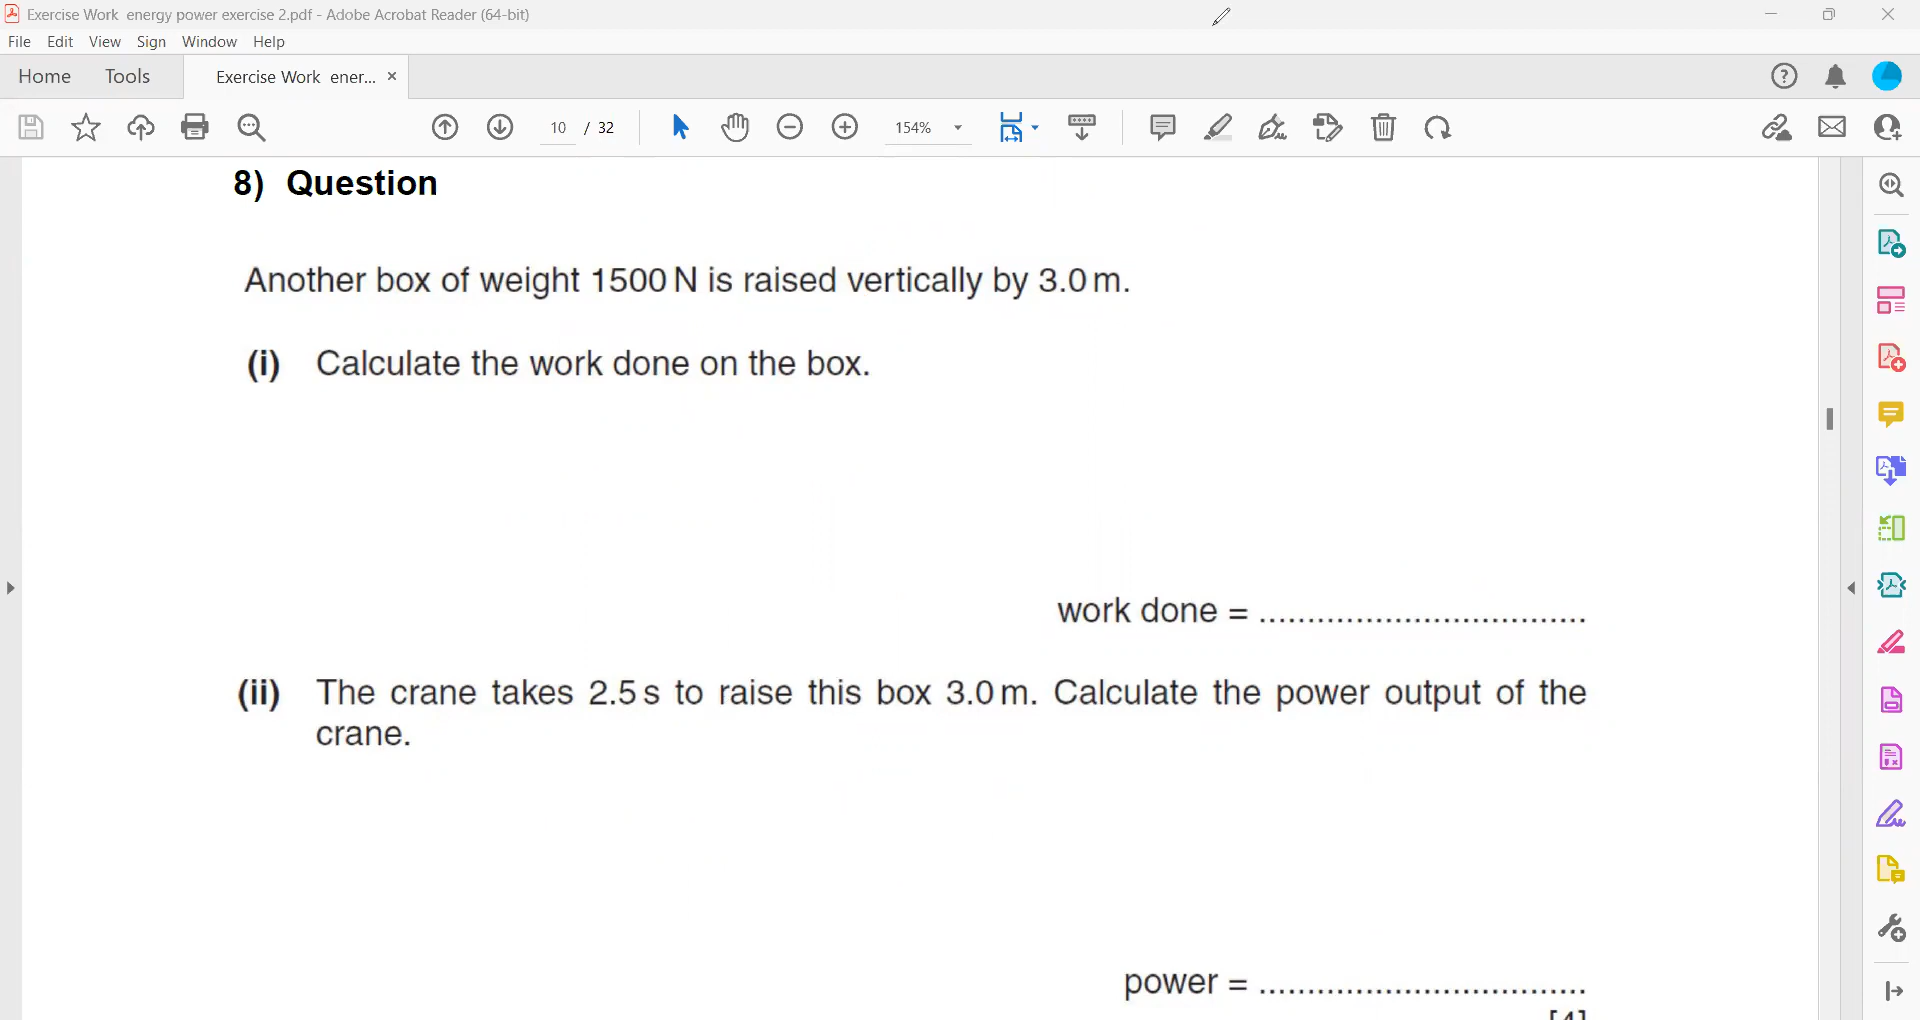 Exercise Work energy power exercise 2.pdf - Adobe Acrobat Reader (64-bit)
File Edit View Sign Window Help
Home Tools Exercise Work ener... ×
10 / 32 154%
8) Question
Another box of weight 1500 N is raised vertically by 3.0 m.
(i) Calculate the work done on the box.
work done = ..................................
(ii) The crane takes 2.5 s to raise this box 3.0 m. Calculate the power output of the
crane.
power = ..................................
[4]